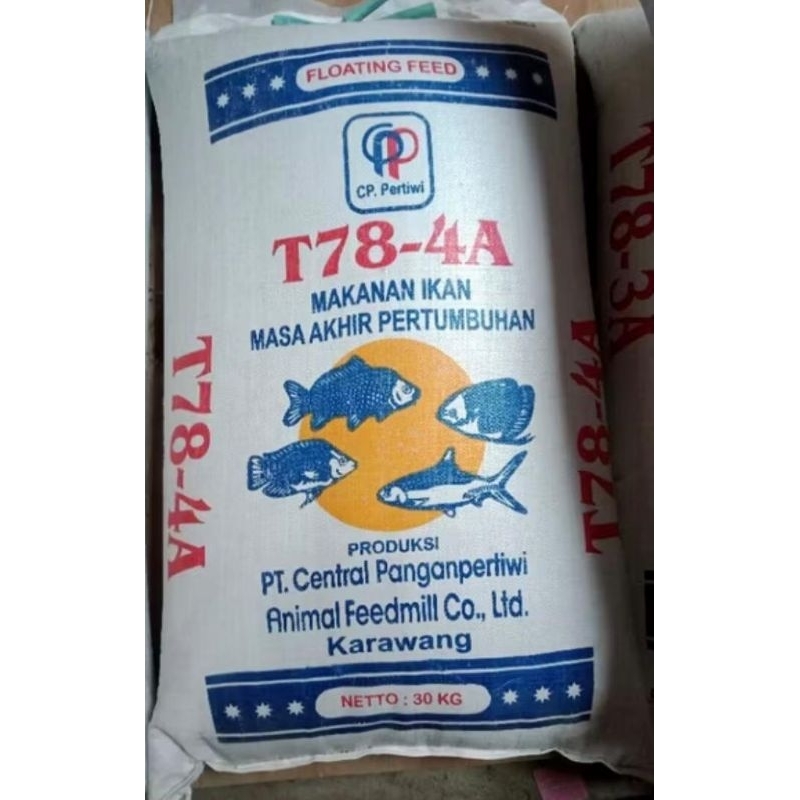 FLOATING FEED
CP. Pertiwi
T78-4A
MAKANAN IKAN
MASA AKHIR PERTUMBUHAN
T78-4A
T78-4A
T78-3A
PRODUKSI
PT. Central Panganpertiwi
Animal Feedmill Co., Ltd.
Karawang
NETTO : 30 KG